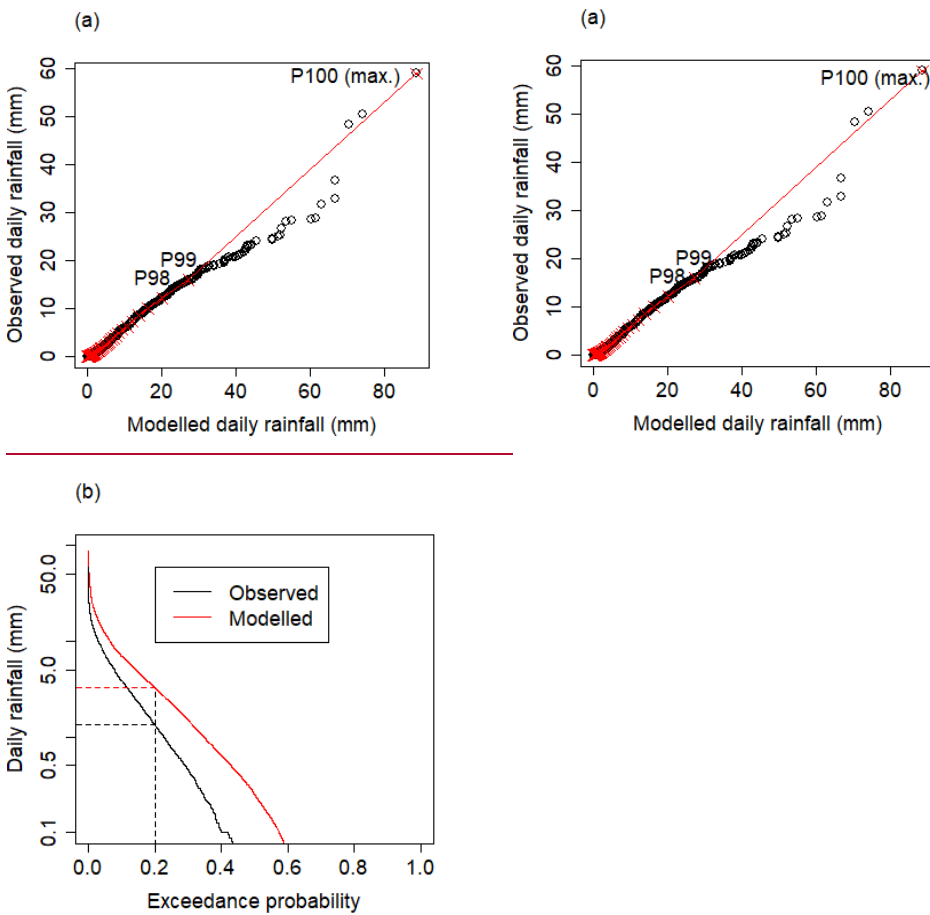 (a)
60
50
40
30
20
10
0
Observed daily rainfall (mm)
P100 (max.)
P99
P98
0 20 40 60 80
Modelled daily rainfall (mm)
(a)
60
50
40
30
20
10
0
Observed daily rainfall (mm)
P100 (max.)
P99
P98
0 20 40 60 80
Modelled daily rainfall (mm)
(b)
50.0
5.0
0.5
0.1
Daily rainfall (mm)
Observed
Modelled
0.0 0.2 0.4 0.6 0.8 1.0
Exceedance probability